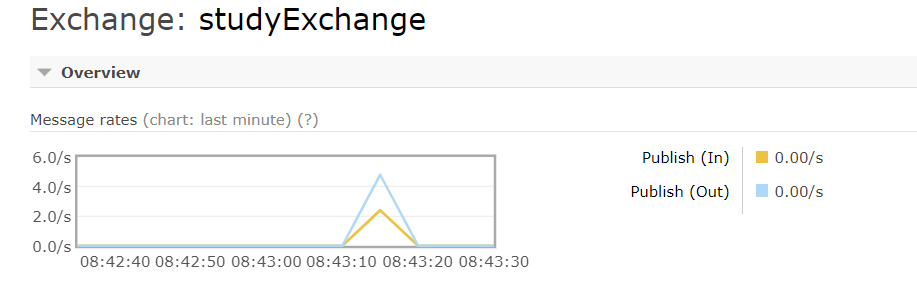 Exchange: studyExchange
Overview
Message rates (chart: last minute) (?)
6.0/s
4.0/s
2.0/s
0.0/s
08:42:40 08:42:50 08:43:00 08:43:10 08:43:20 08:43:30
Publish (In) 0.00/s
Publish (Out) 0.00/s